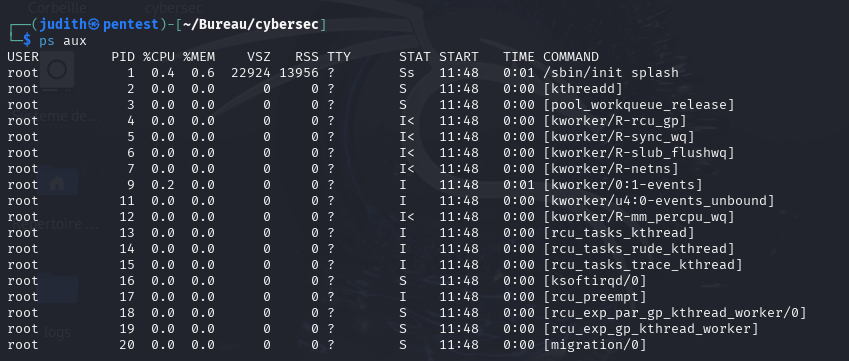 Corbeille cybersec
┌──(judith㉿pentest)-[~/Bureau/cybersec]
└─$ ps aux
USER PID %CPU %MEM VSZ RSS TTY STAT START TIME COMMAND
root 1 0.4 0.6 22924 13956 ? Ss 11:48 0:01 /sbin/init splash
root 2 0.0 0.0 0 0 ? S 11:48 0:00 [kthreadd]
root 3 0.0 0.0 0 0 ? S 11:48 0:00 [pool_workqueue_release]
root 4 0.0 0.0 0 0 ? I< 11:48 0:00 [kworker/R-rcu_gp]
root 5 0.0 0.0 0 0 ? I< 11:48 0:00 [kworker/R-sync_wq]
root 6 0.0 0.0 0 0 ? I< 11:48 0:00 [kworker/R-slub_flushwq]
root 7 0.0 0.0 0 0 ? I< 11:48 0:00 [kworker/R-netns]
root 9 0.2 0.0 0 0 ? I 11:48 0:01 [kworker/0:1-events]
root 11 0.0 0.0 0 0 ? I 11:48 0:00 [kworker/u4:0-events_unbound]
root 12 0.0 0.0 0 0 ? I< 11:48 0:00 [kworker/R-mm_percpu_wq]
root 13 0.0 0.0 0 0 ? I 11:48 0:00 [rcu_tasks_kthread]
root 14 0.0 0.0 0 0 ? I 11:48 0:00 [rcu_tasks_rude_kthread]
root 15 0.0 0.0 0 0 ? I 11:48 0:00 [rcu_tasks_trace_kthread]
root 16 0.0 0.0 0 0 ? S 11:48 0:00 [ksoftirqd/0]
root 17 0.0 0.0 0 0 ? I 11:48 0:00 [rcu_preempt]
root 18 0.0 0.0 0 0 ? S 11:48 0:00 [rcu_exp_par_gp_kthread_worker/0]
root 19 0.0 0.0 0 0 ? S 11:48 0:00 [rcu_exp_gp_kthread_worker]
root 20 0.0 0.0 0 0 ? S 11:48 0:00 [migration/0]
logs